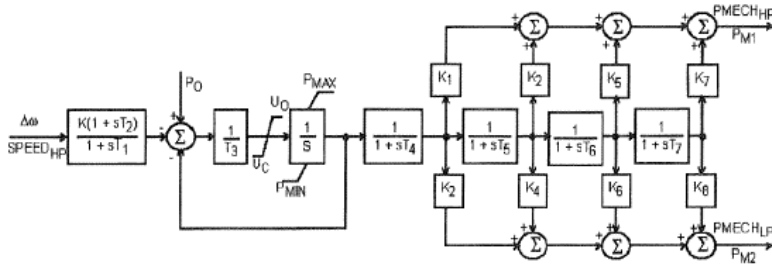 PMECH_HP
P_M1
Σ Σ Σ
K_1 K_2 K_5 K_7
P_O
P_MAX
U_O
Δω
SPEED_HP
K(1 + sT_2)
1 + sT_1
Σ
1
T_3
1
S
1
1 + sT_4
1
1 + sT_5
1
1 + sT_6
1
1 + sT_7
U_C
P_MIN
K_2 K_4 K_6 K_8
Σ Σ Σ
PMECH_LP
P_M2